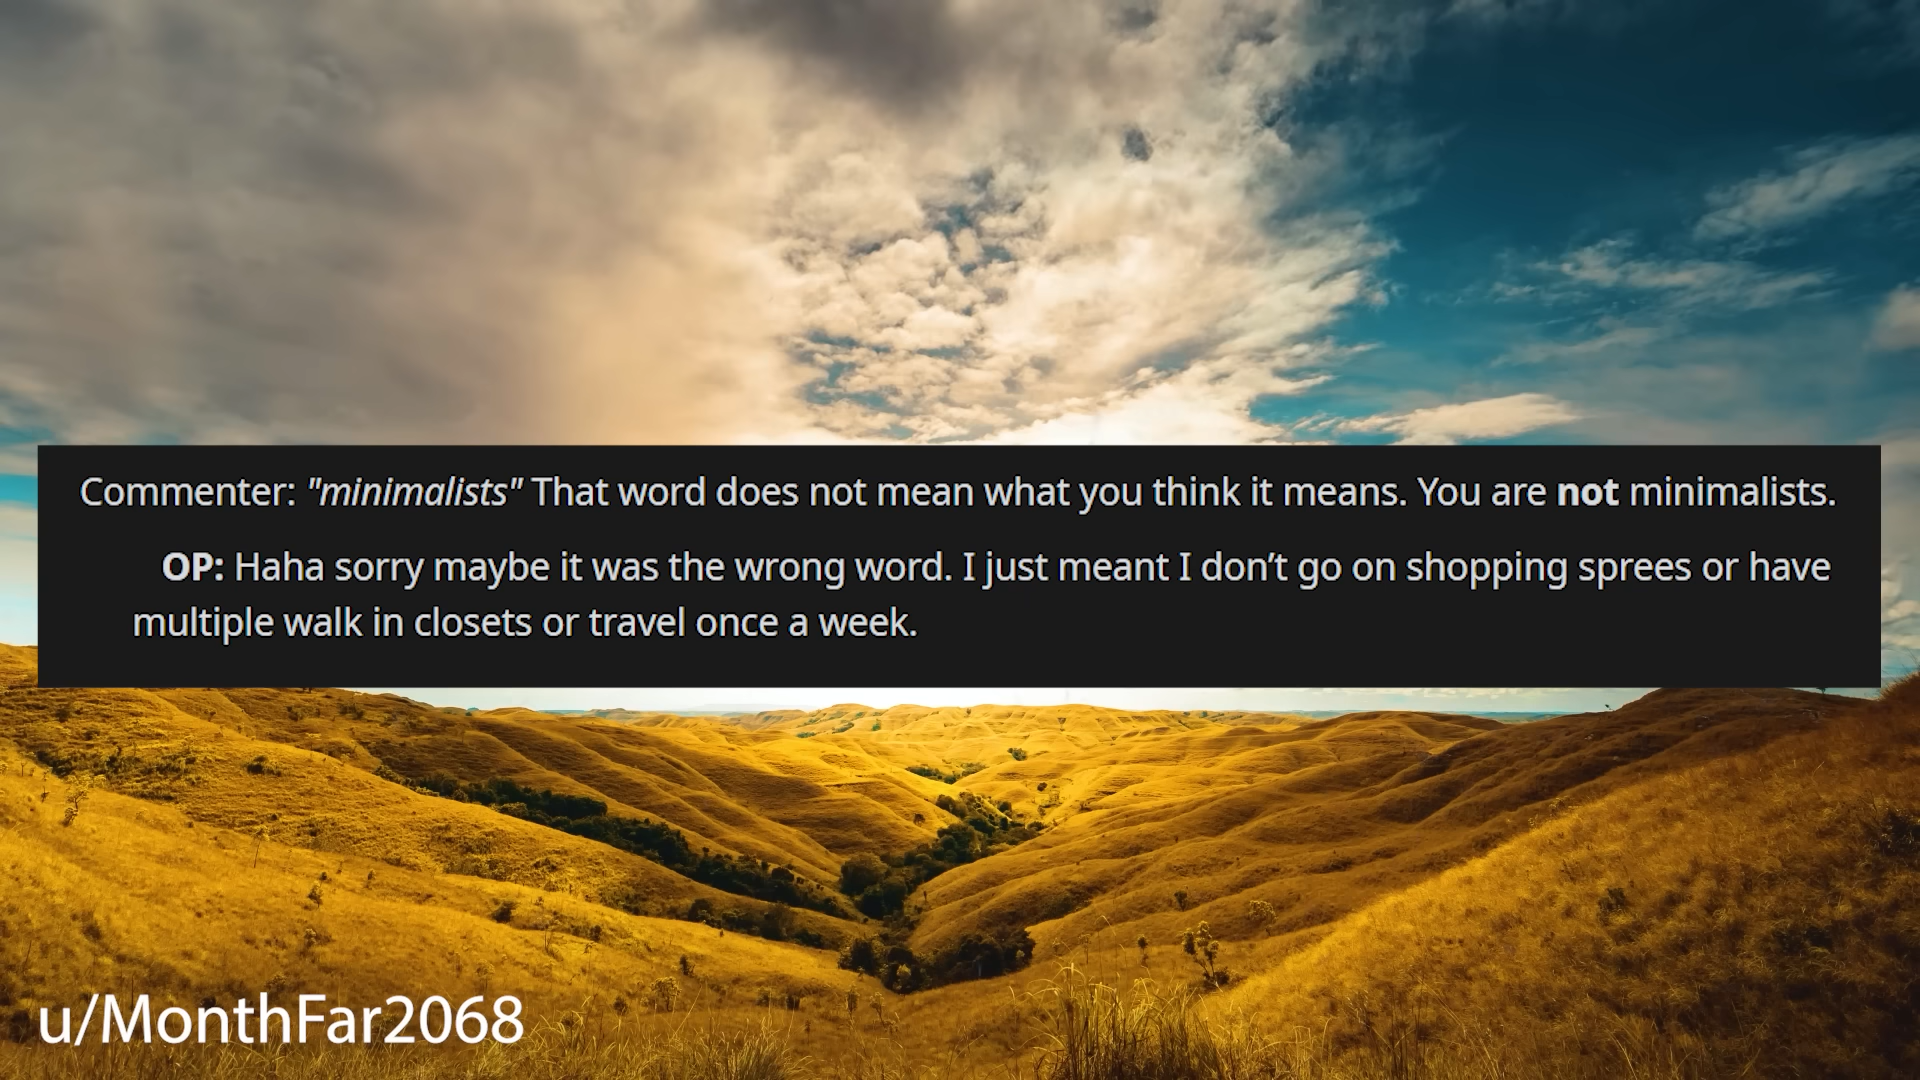 Commenter: "minimalists" That word does not mean what you think it means. You are not minimalists.
OP: Haha sorry maybe it was the wrong word. I just meant I don’t go on shopping sprees or have
multiple walk in closets or travel once a week.
u/MonthFar2068